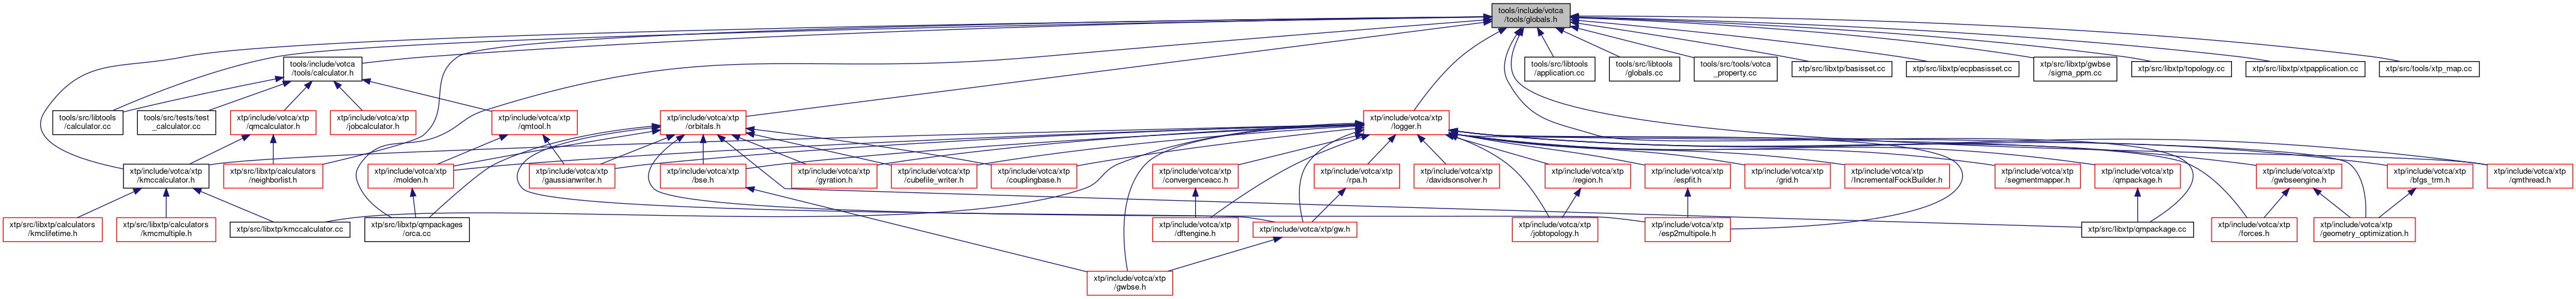 tools/include/votca
/tools/globals.h
tools/include/votca
/tools/calculator.h
tools/src/libtools
/application.cc
tools/src/libtools
/globals.cc
tools/src/tools/votca
_property.cc
xtp/src/libxtp/basisset.cc
xtp/src/libxtp/ecpbasisset.cc
xtp/src/libxtp/gwbse
/sigma_ppm.cc
xtp/src/libxtp/topology.cc
xtp/src/libxtp/xtpapplication.cc
xtp/src/tools/xtp_map.cc
tools/src/libtools
/calculator.cc
tools/src/tests/test
_calculator.cc
xtp/include/votca/xtp
/qmcalculator.h
xtp/include/votca/xtp
/jobcalculator.h
xtp/include/votca/xtp
/qmtool.h
xtp/include/votca/xtp
/orbitals.h
xtp/include/votca/xtp
/logger.h
xtp/include/votca/xtp
/kmccalculator.h
xtp/src/libxtp/calculators
/neighborlist.h
xtp/include/votca/xtp
/molden.h
xtp/include/votca/xtp
/gaussianwriter.h
xtp/include/votca/xtp
/bse.h
xtp/include/votca/xtp
/gyration.h
xtp/include/votca/xtp
/cubefile_writer.h
xtp/include/votca/xtp
/couplingbase.h
xtp/include/votca/xtp
/convergenceacc.h
xtp/include/votca/xtp
/rpa.h
xtp/include/votca/xtp
/davidsonsolver.h
xtp/include/votca/xtp
/region.h
xtp/include/votca/xtp
/espfit.h
xtp/include/votca/xtp
/grid.h
xtp/include/votca/xtp
/IncrementalFockBuilder.h
xtp/include/votca/xtp
/segmentmapper.h
xtp/include/votca/xtp
/qmpackage.h
xtp/include/votca/xtp
/gwbseengine.h
xtp/include/votca/xtp
/bfgs_trm.h
xtp/include/votca/xtp
/qmthread.h
xtp/src/libxtp/calculators
/kmclifetime.h
xtp/src/libxtp/calculators
/kmcmultiple.h
xtp/src/libxtp/kmccalculator.cc
xtp/src/libxtp/qmpackages
/orca.cc
xtp/include/votca/xtp
/dftengine.h
xtp/include/votca/xtp/gw.h
xtp/include/votca/xtp
/jobtopology.h
xtp/include/votca/xtp
/esp2multipole.h
xtp/src/libxtp/qmpackage.cc
xtp/include/votca/xtp
/forces.h
xtp/include/votca/xtp
/geometry_optimization.h
xtp/include/votca/xtp
/gwbse.h